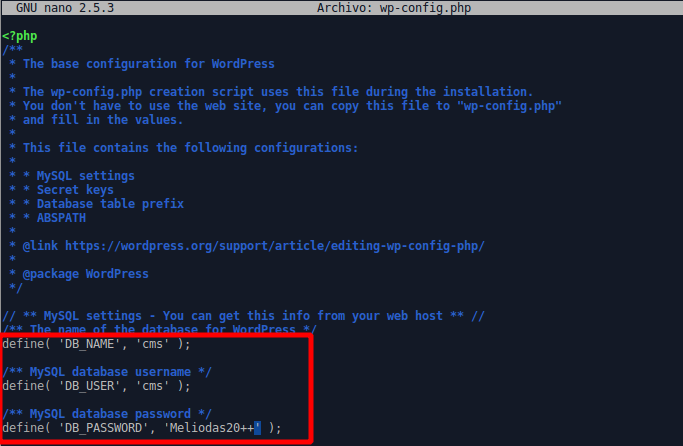 GNU nano 2.5.3 Archivo: wp-config.php
<?php
/**
 * The base configuration for WordPress
 *
 * The wp-config.php creation script uses this file during the installation.
 * You don't have to use the web site, you can copy this file to "wp-config.php"
 * and fill in the values.
 *
 * This file contains the following configurations:
 *
 * * MySQL settings
 * * Secret keys
 * * Database table prefix
 * * ABSPATH
 *
 * @link https://wordpress.org/support/article/editing-wp-config-php/
 *
 * @package WordPress
 */
// ** MySQL settings - You can get this info from your web host ** //
/** The name of the database for WordPress */
define( 'DB_NAME', 'cms' );
/** MySQL database username */
define( 'DB_USER', 'cms' );
/** MySQL database password */
define( 'DB_PASSWORD', 'Meliodas20++' );